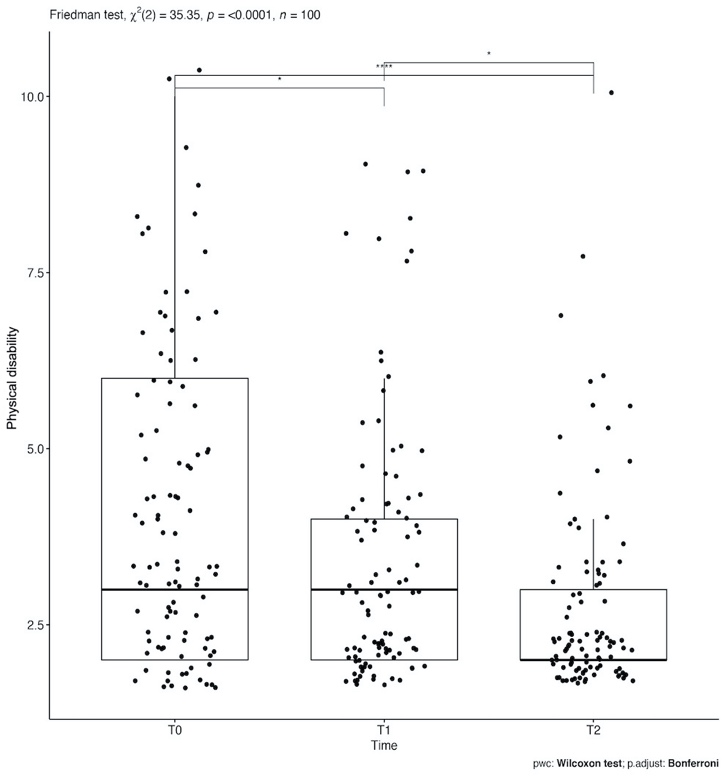 Friedman test, χ²(2) = 35.35, p = <0.0001, n = 100
*
****
*
10.0
7.5
5.0
2.5
Physical disability
T0 T1 T2
Time
pwc: Wilcoxon test; p.adjust: Bonferroni